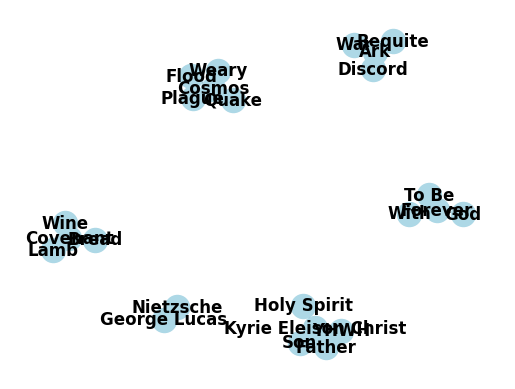 War
Requite
Ark
Discord
Weary
Flood
Cosmos
Plague
Quake
To Be
Forever
With
God
Wine
Covenant
Bread
Lamb
Nietzsche
George Lucas
Holy Spirit
Kyrie Eleison Christ
YHWH
Son
Father